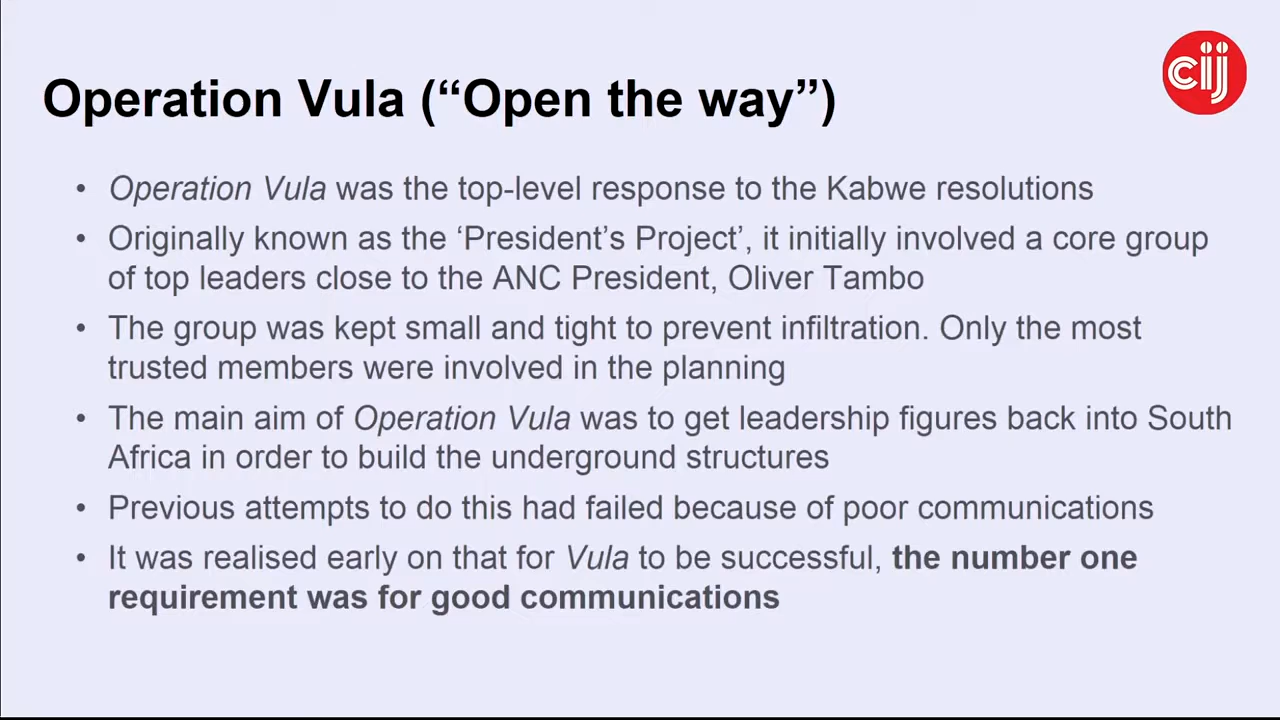 Operation Vula (“Open the way”)
cij
• Operation Vula was the top-level response to the Kabwe resolutions
• Originally known as the ‘President’s Project’, it initially involved a core group
of top leaders close to the ANC President, Oliver Tambo
• The group was kept small and tight to prevent infiltration. Only the most
trusted members were involved in the planning
• The main aim of Operation Vula was to get leadership figures back into South
Africa in order to build the underground structures
• Previous attempts to do this had failed because of poor communications
• It was realised early on that for Vula to be successful, the number one
requirement was for good communications